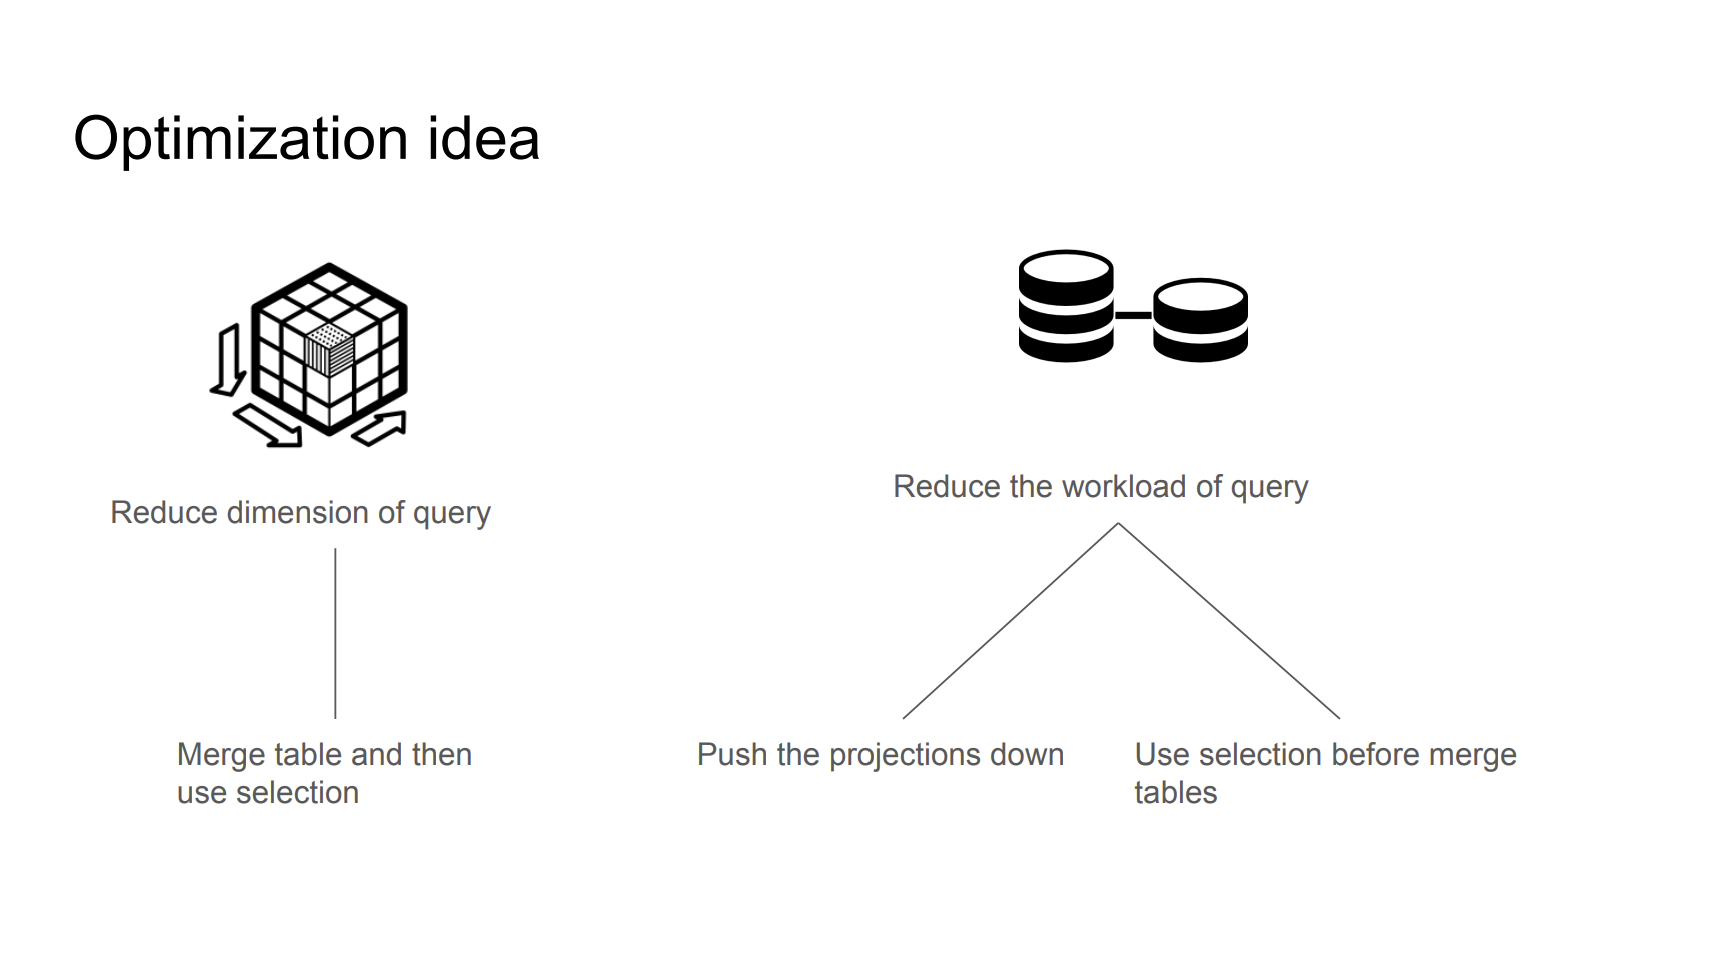 Optimization idea
Reduce dimension of query
Merge table and then
use selection
Reduce the workload of query
Push the projections down
Use selection before merge
tables